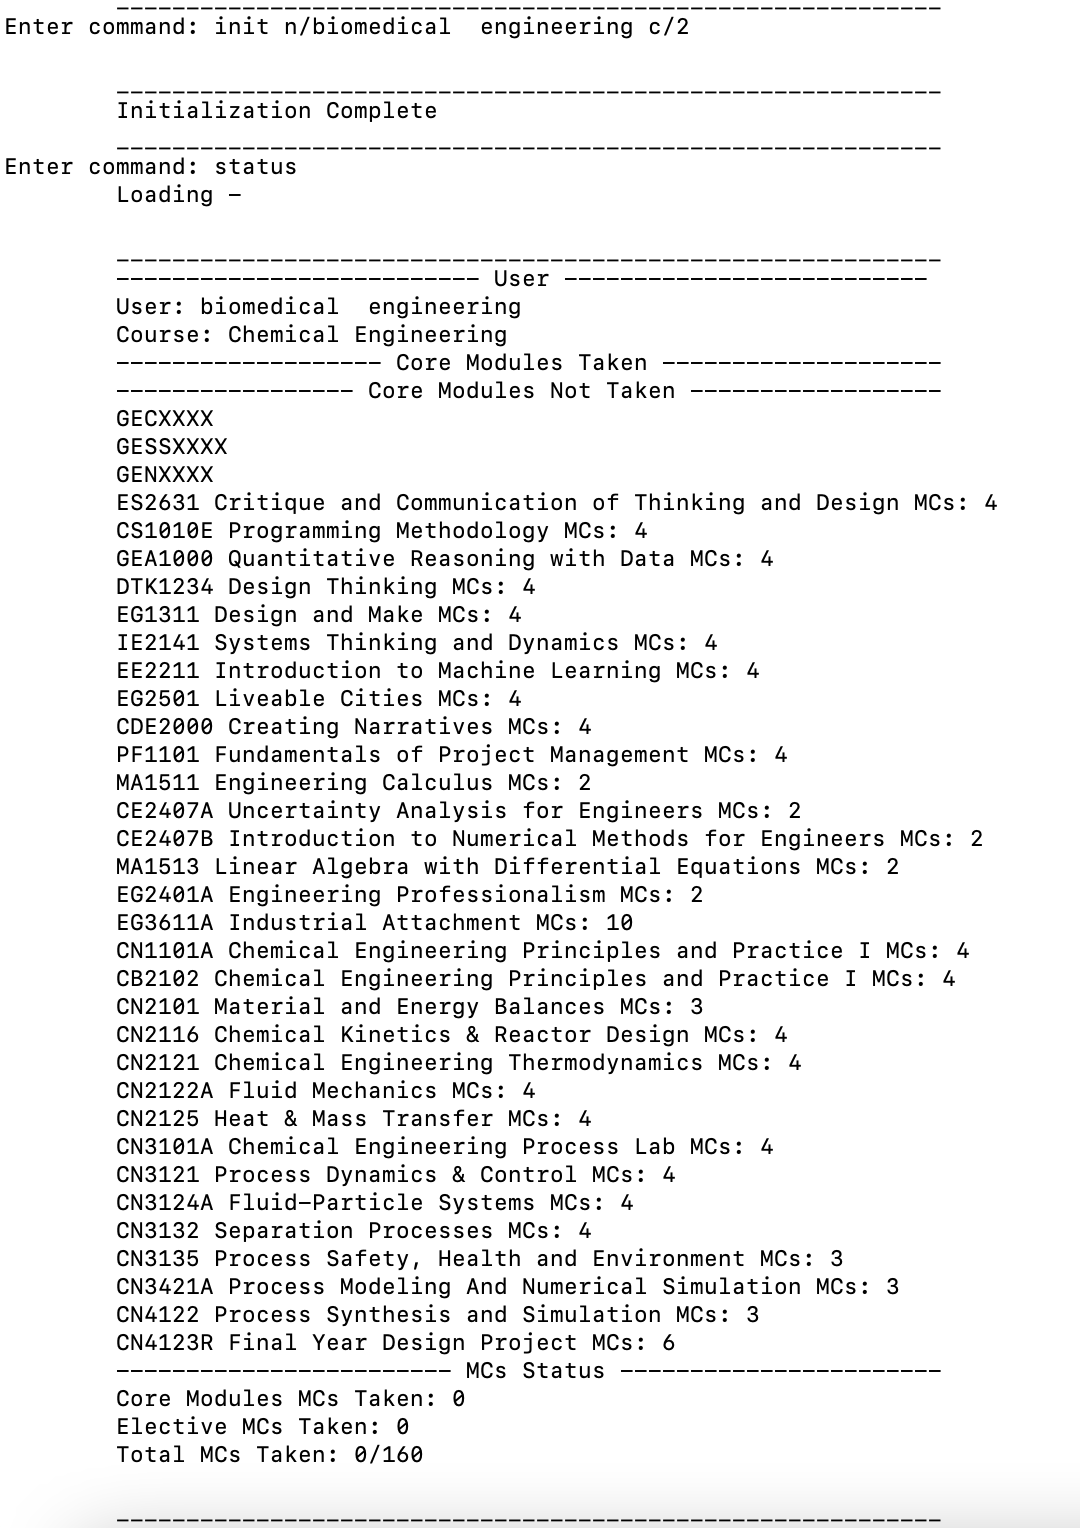 ____________________________________________________________
Enter command: init n/biomedical  engineering c/2
____________________________________________________________
Initialization Complete
____________________________________________________________
Enter command: status
Loading –
____________________________________________________________
–––––––––––––––––––––––––– User ––––––––––––––––––––––––––
User: biomedical  engineering
Course: Chemical Engineering
––––––––––––––––––– Core Modules Taken ––––––––––––––––––––
––––––––––––––––– Core Modules Not Taken ––––––––––––––––––
GECXXXX
GESSXXXX
GENXXXX
ES2631 Critique and Communication of Thinking and Design MCs: 4
CS1010E Programming Methodology MCs: 4
GEA1000 Quantitative Reasoning with Data MCs: 4
DTK1234 Design Thinking MCs: 4
EG1311 Design and Make MCs: 4
IE2141 Systems Thinking and Dynamics MCs: 4
EE2211 Introduction to Machine Learning MCs: 4
EG2501 Liveable Cities MCs: 4
CDE2000 Creating Narratives MCs: 4
PF1101 Fundamentals of Project Management MCs: 4
MA1511 Engineering Calculus MCs: 2
CE2407A Uncertainty Analysis for Engineers MCs: 2
CE2407B Introduction to Numerical Methods for Engineers MCs: 2
MA1513 Linear Algebra with Differential Equations MCs: 2
EG2401A Engineering Professionalism MCs: 2
EG3611A Industrial Attachment MCs: 10
CN1101A Chemical Engineering Principles and Practice I MCs: 4
CB2102 Chemical Engineering Principles and Practice I MCs: 4
CN2101 Material and Energy Balances MCs: 3
CN2116 Chemical Kinetics & Reactor Design MCs: 4
CN2121 Chemical Engineering Thermodynamics MCs: 4
CN2122A Fluid Mechanics MCs: 4
CN2125 Heat & Mass Transfer MCs: 4
CN3101A Chemical Engineering Process Lab MCs: 4
CN3121 Process Dynamics & Control MCs: 4
CN3124A Fluid–Particle Systems MCs: 4
CN3132 Separation Processes MCs: 4
CN3135 Process Safety, Health and Environment MCs: 3
CN3421A Process Modeling And Numerical Simulation MCs: 3
CN4122 Process Synthesis and Simulation MCs: 3
CN4123R Final Year Design Project MCs: 6
–––––––––––––––––––––––– MCs Status –––––––––––––––––––––––
Core Modules MCs Taken: 0
Elective MCs Taken: 0
Total MCs Taken: 0/160
____________________________________________________________